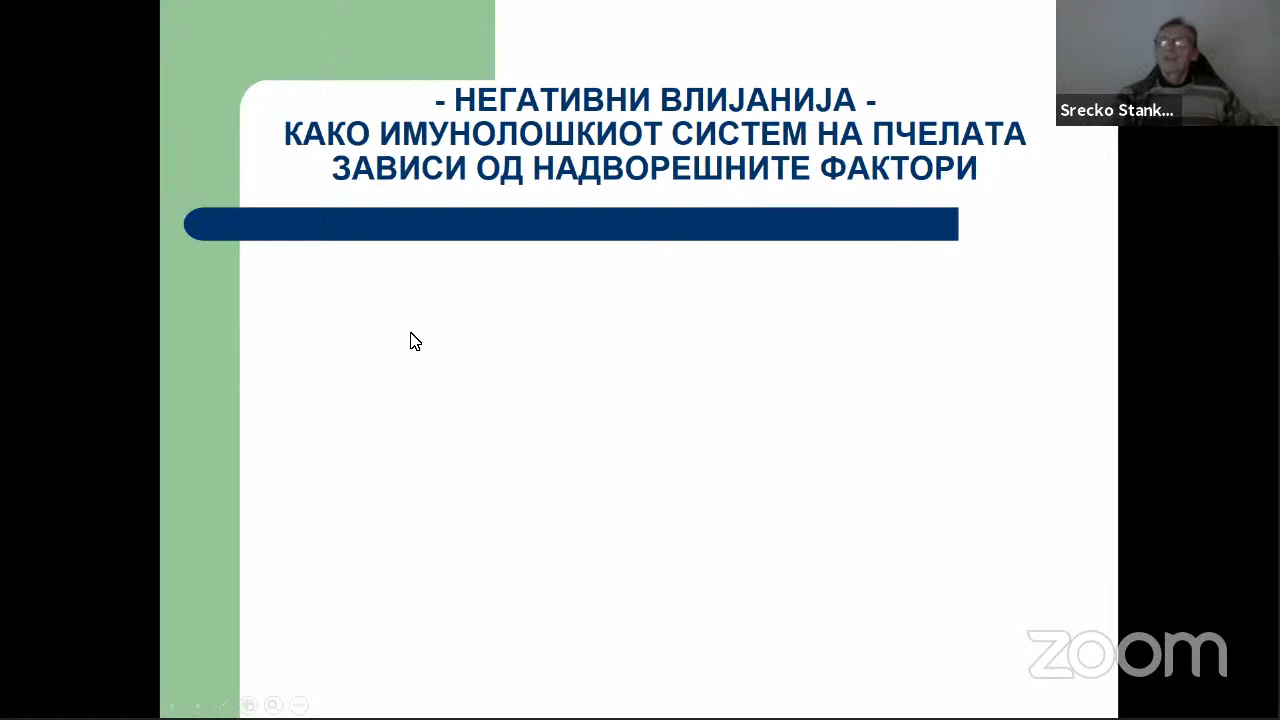 - НЕГАТИВНИ ВЛИЈАНИЈА -
КАКО ИМУНОЛОШКИОТ СИСТЕМ НА ПЧЕЛАТА
ЗАВИСИ ОД НАДВОРЕШНИТЕ ФАКТОРИ
Srecko Stank...
zoom